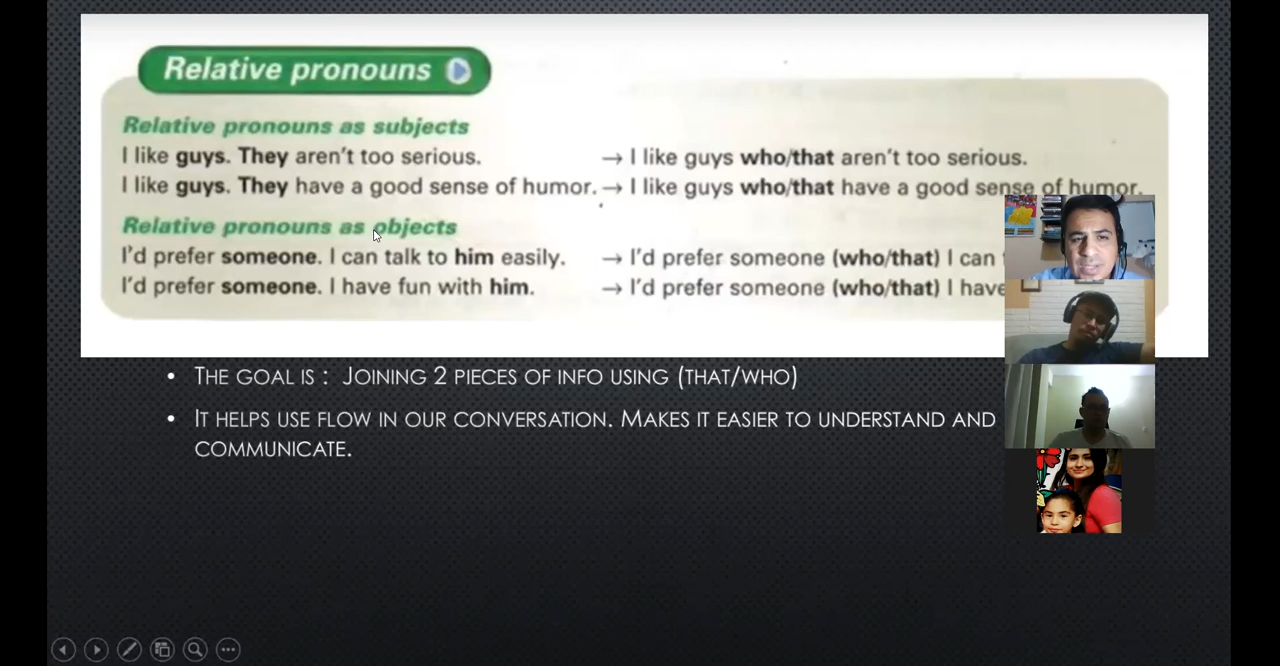 Relative pronouns
Relative pronouns as subjects
I like guys. They aren't too serious. → I like guys who/that aren't too serious.
I like guys. They have a good sense of humor. → I like guys who/that have a good sense of humor.
Relative pronouns as objects
I'd prefer someone. I can talk to him easily. → I'd prefer someone (who/that) I can
I'd prefer someone. I have fun with him. → I'd prefer someone (who/that) I have
• THE GOAL IS : JOINING 2 PIECES OF INFO USING (THAT/WHO)
• IT HELPS USE FLOW IN OUR CONVERSATION. MAKES IT EASIER TO UNDERSTAND AND
COMMUNICATE.